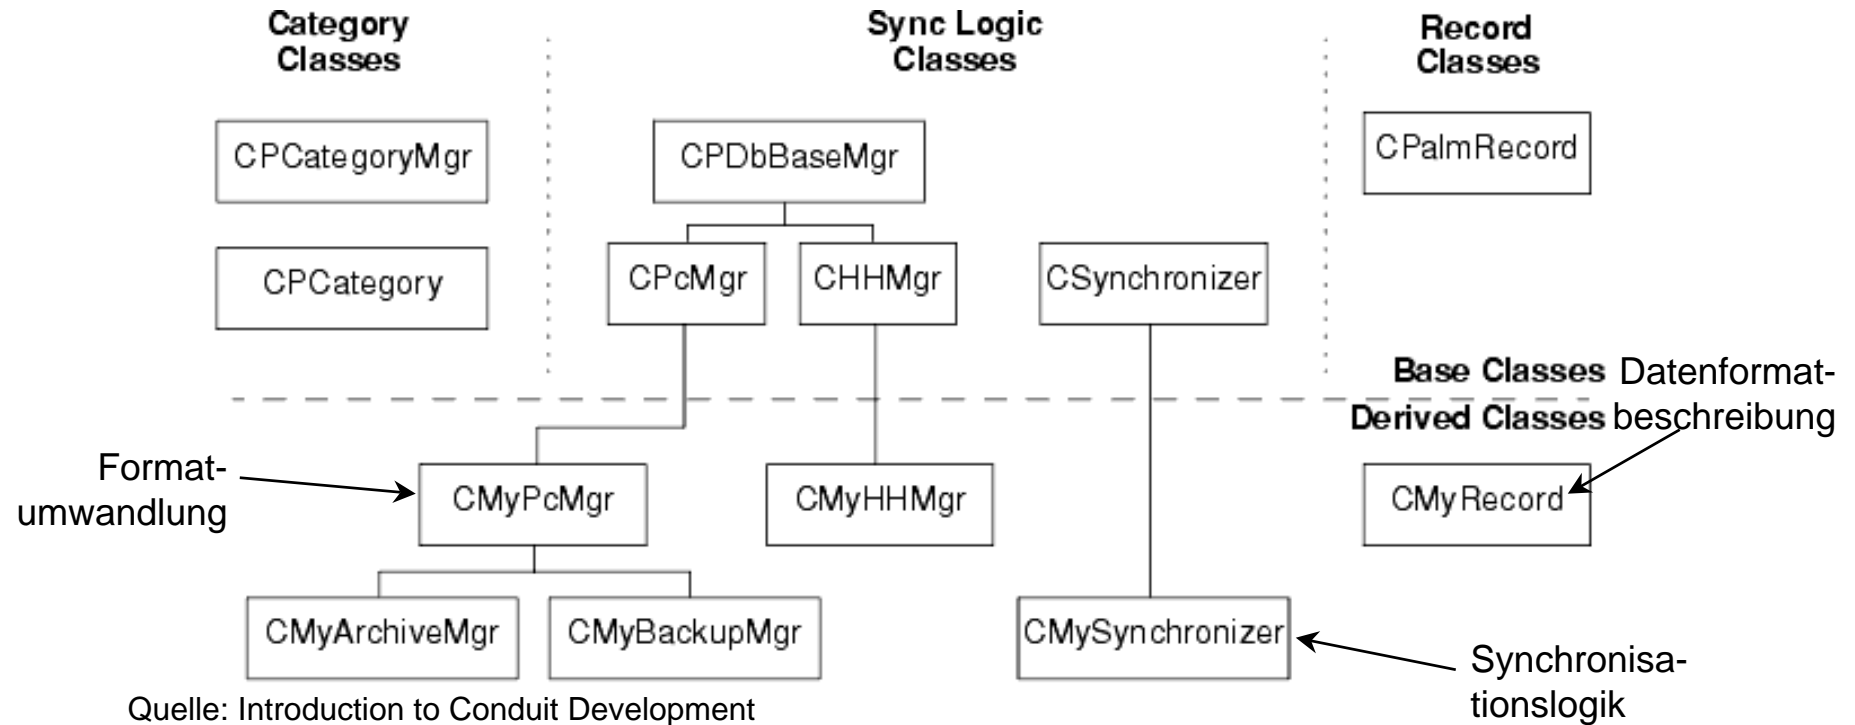 Category
Classes
Sync Logic
Classes
Record
Classes
CPCategoryMgr
CPDbBaseMgr
CPalmRecord
CPCategory
CPcMgr
CHHMgr
CSynchronizer
Base Classes
Derived Classes
Datenformat-
beschreibung
Format-
umwandlung
CMyPcMgr
CMyHHMgr
CMyRecord
CMyArchiveMgr
CMyBackupMgr
CMySynchronizer
Synchronisa-
tionslogik
Quelle: Introduction to Conduit Development